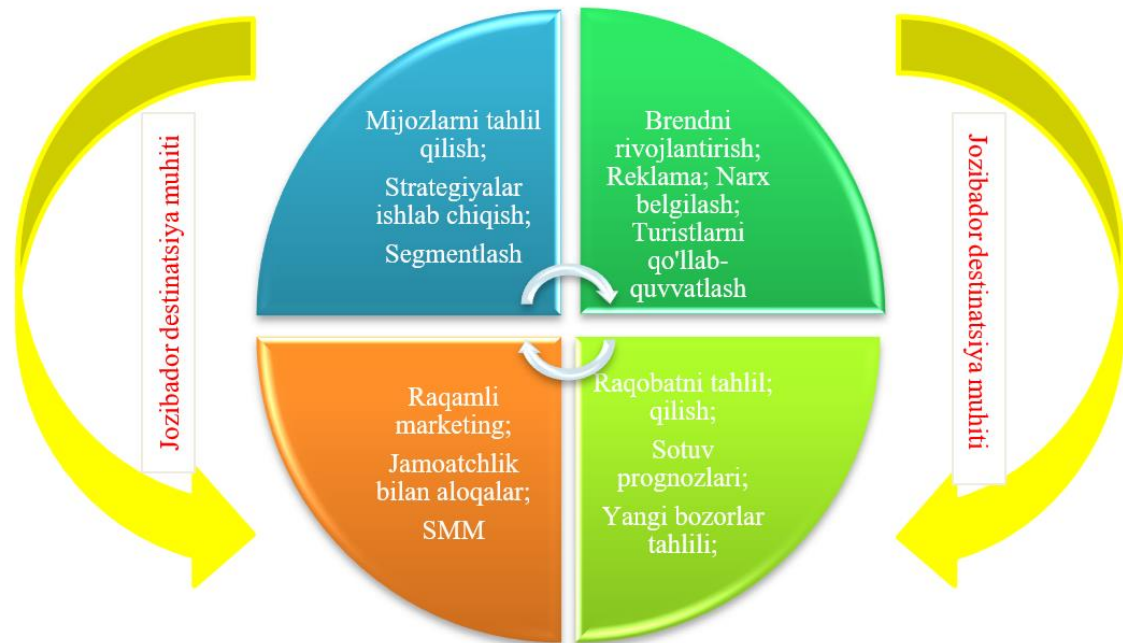 Jozibador destinatsiya muhiti
Mijozlarni tahlil
qilish;
Strategiyalar
ishlab chiqish;
Segmentlash
Brendni
rivojlantirish;
Reklama; Narx
belgilash;
Turistlarni
qo'llab-
quvvatlash
Raqamli
marketing;
Jamoatchlik
bilan aloqalar;
SMM
Raqobatni tahlil;
qilish;
Sotuv
prognozlari;
Yangi bozorlar
tahlili;
Jozibador destinatsiya muhiti